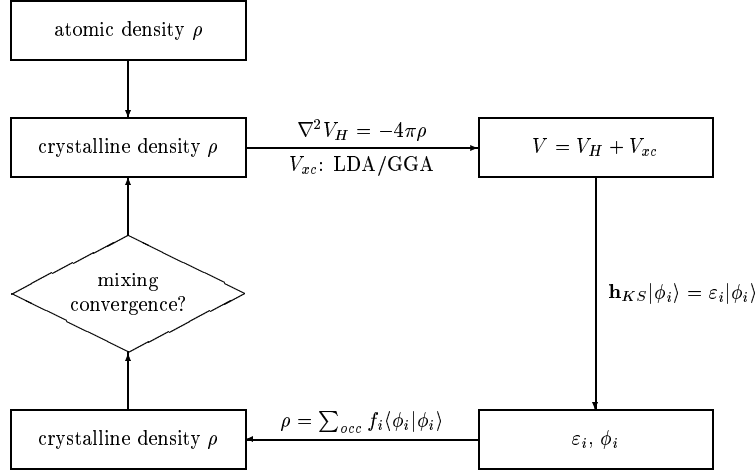 atomic density ρ
crystalline density ρ
∇²V_H = −4πρ
V_xc: LDA/GGA
V = V_H + V_xc
mixing
convergence?
h_KS|ϕ_i⟩ = ε_i|ϕ_i⟩
crystalline density ρ
ρ = ∑_occ f_i⟨ϕ_i|ϕ_i⟩
ε_i, ϕ_i